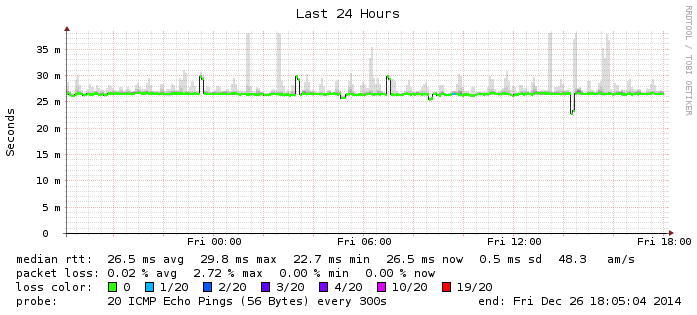 Last 24 Hours
RRDTOOL / TOBI OETIKER
Seconds
35 m
30 m
25 m
20 m
15 m
10 m
5 m
0
Fri 00:00 Fri 06:00 Fri 12:00 Fri 18:00
median rtt: 26.5 ms avg 29.8 ms max 22.7 ms min 26.5 ms now 0.5 ms sd 48.3 am/s
packet loss: 0.02 % avg 2.72 % max 0.00 % min 0.00 % now
loss color: 0 1/20 2/20 3/20 4/20 10/20 19/20
probe: 20 ICMP Echo Pings (56 Bytes) every 300s end: Fri Dec 26 18:05:04 2014